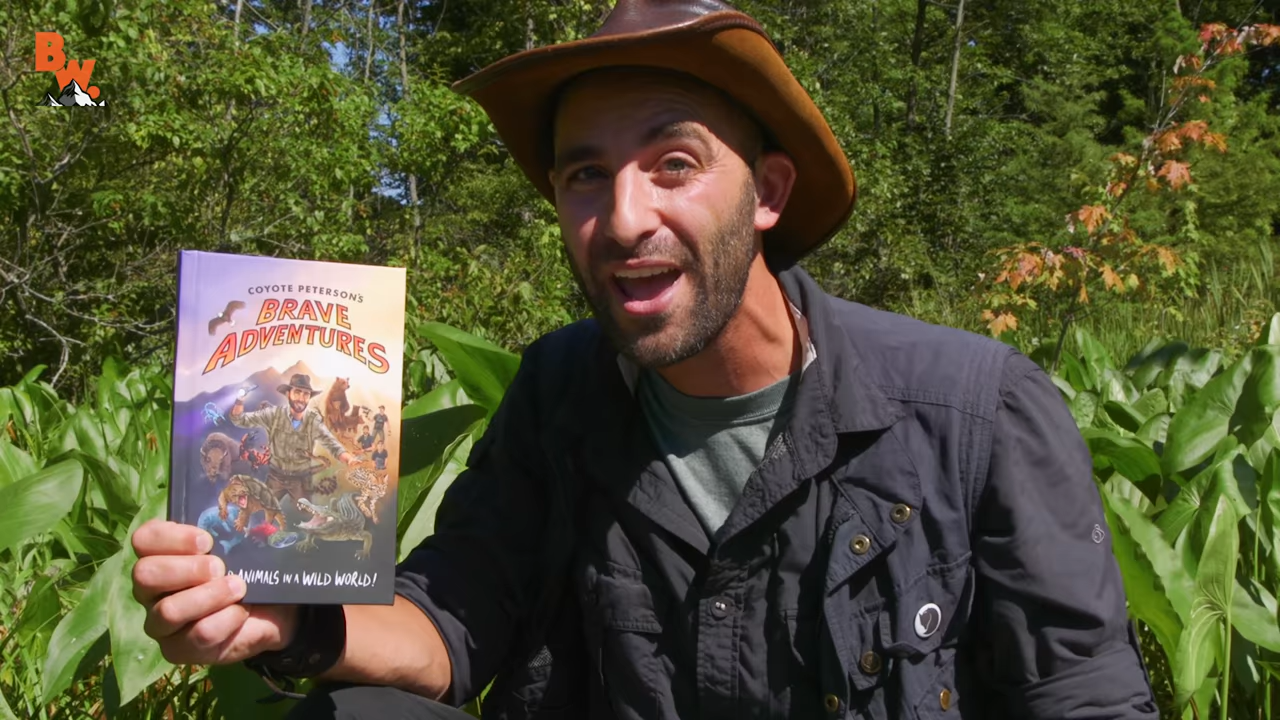 BW.
COYOTE PETERSON'S
BRAVE
ADVENTURES
ANIMALS IN A WILD WORLD!